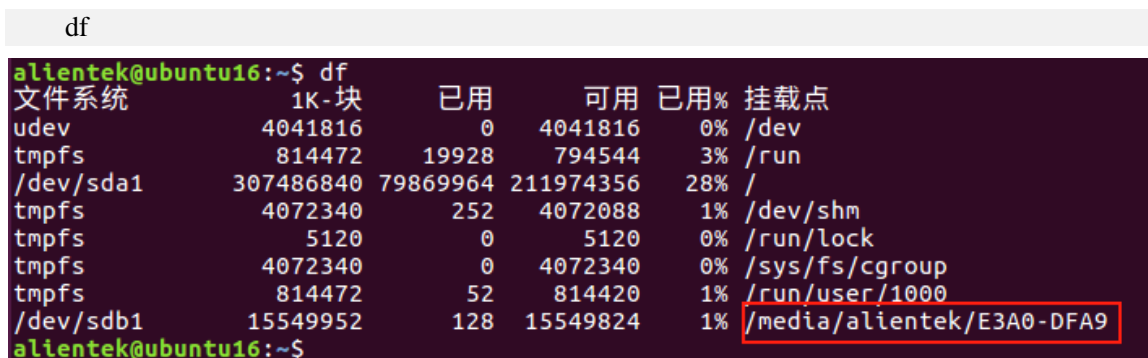 df
alientek@ubuntu16:~$ df
文件系统 1K-块 已用 可用 已用% 挂载点
udev 4041816 0 4041816 0% /dev
tmpfs 814472 19928 794544 3% /run
/dev/sda1 307486840 79869964 211974356 28% /
tmpfs 4072340 252 4072088 1% /dev/shm
tmpfs 5120 0 5120 0% /run/lock
tmpfs 4072340 0 4072340 0% /sys/fs/cgroup
tmpfs 814472 52 814420 1% /run/user/1000
/dev/sdb1 15549952 128 15549824 1% /media/alientek/E3A0-DFA9
alientek@ubuntu16:~$